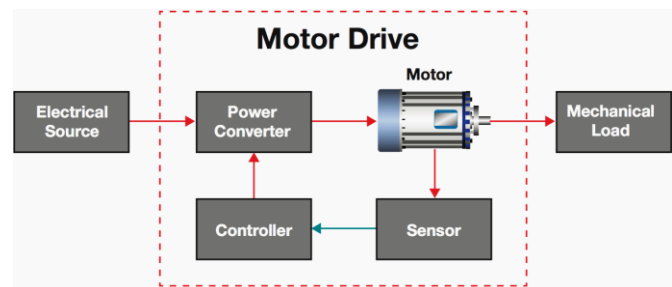 Motor Drive
Motor
Electrical
Source
Power
Converter
Mechanical
Load
Controller
Sensor